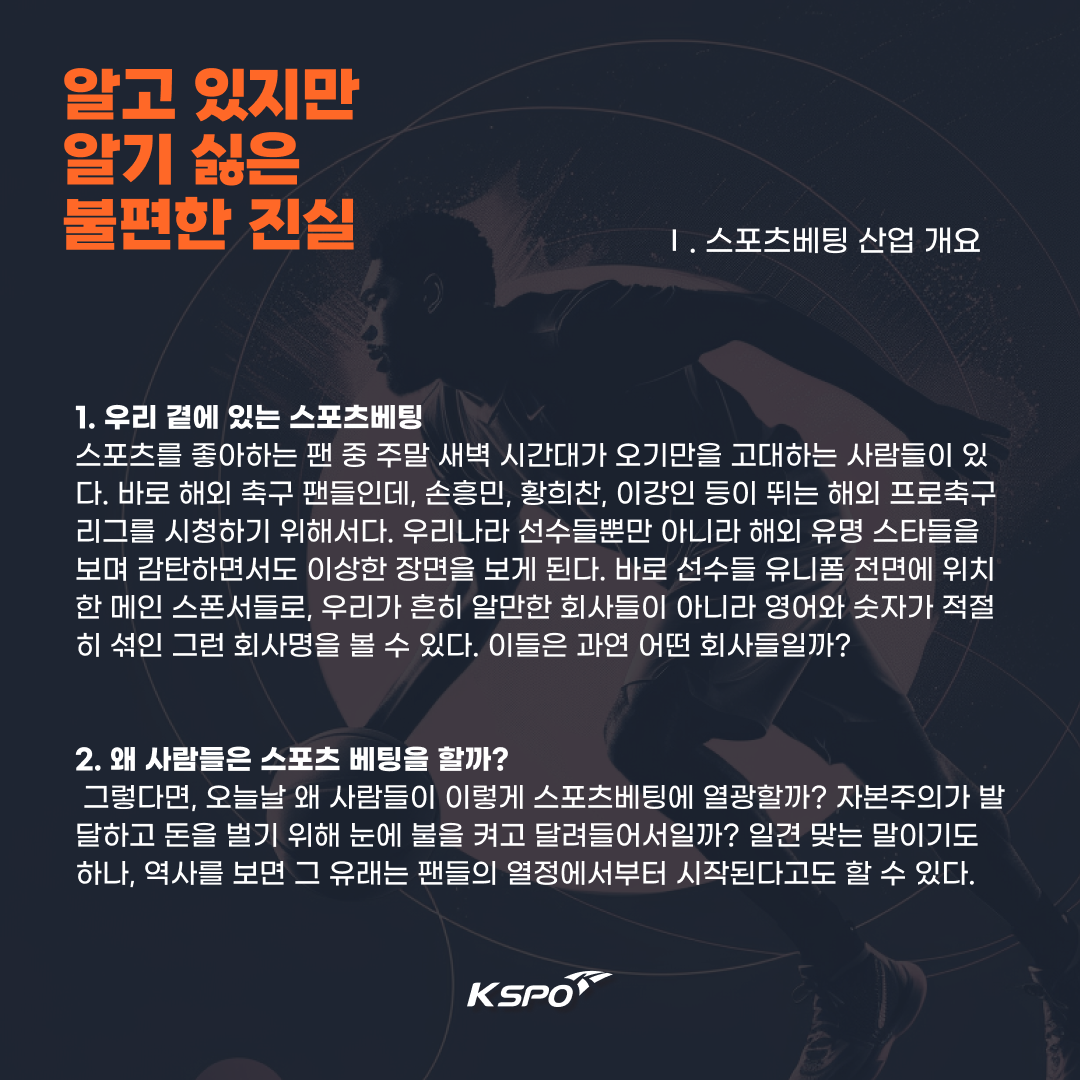 알고 있지만
알기 싫은
불편한 진실
Ⅰ. 스포츠베팅 산업 개요
1. 우리 곁에 있는 스포츠베팅
스포츠를 좋아하는 팬 중 주말 새벽 시간대가 오기만을 고대하는 사람들이 있
다. 바로 해외 축구 팬들인데, 손흥민, 황희찬, 이강인 등이 뛰는 해외 프로축구
리그를 시청하기 위해서다. 우리나라 선수들뿐만 아니라 해외 유명 스타들을
보며 감탄하면서도 이상한 장면을 보게 된다. 바로 선수들 유니폼 전면에 위치
한 메인 스폰서들로, 우리가 흔히 알만한 회사들이 아니라 영어와 숫자가 적절
히 섞인 그런 회사명을 볼 수 있다. 이들은 과연 어떤 회사들일까?
2. 왜 사람들은 스포츠 베팅을 할까?
그렇다면, 오늘날 왜 사람들이 이렇게 스포츠베팅에 열광할까? 자본주의가 발
달하고 돈을 벌기 위해 눈에 불을 켜고 달려들어서일까? 일견 맞는 말이기도
하나, 역사를 보면 그 유래는 팬들의 열정에서부터 시작된다고도 할 수 있다.
KSPO